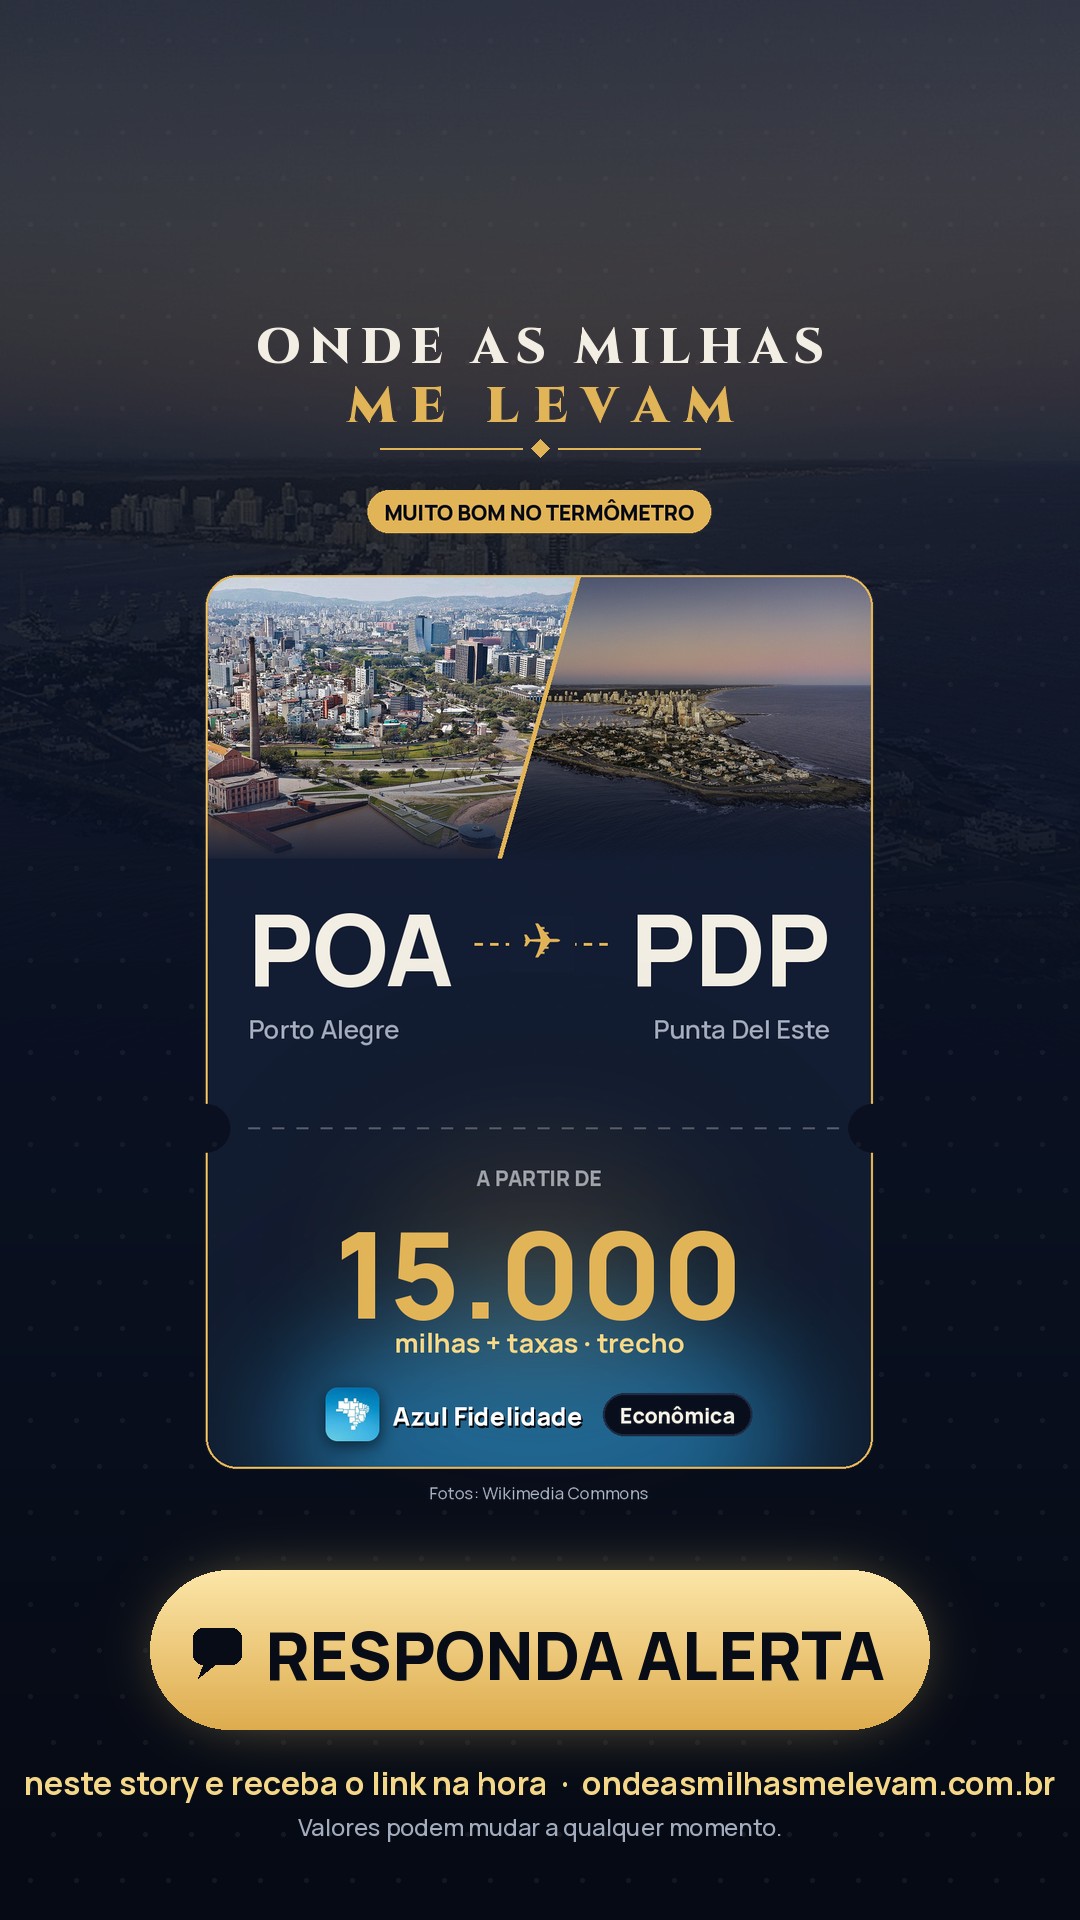 ONDE AS MILHAS
ME LEVAM
MUITO BOM NO TERMÔMETRO
POA PDP
Porto Alegre Punta Del Este
A PARTIR DE
15.000
milhas + taxas · trecho
Azul Fidelidade Econômica
Fotos: Wikimedia Commons
RESPONDA ALERTA
neste story e receba o link na hora · ondeasmilhasmelevam.com.br
Valores podem mudar a qualquer momento.